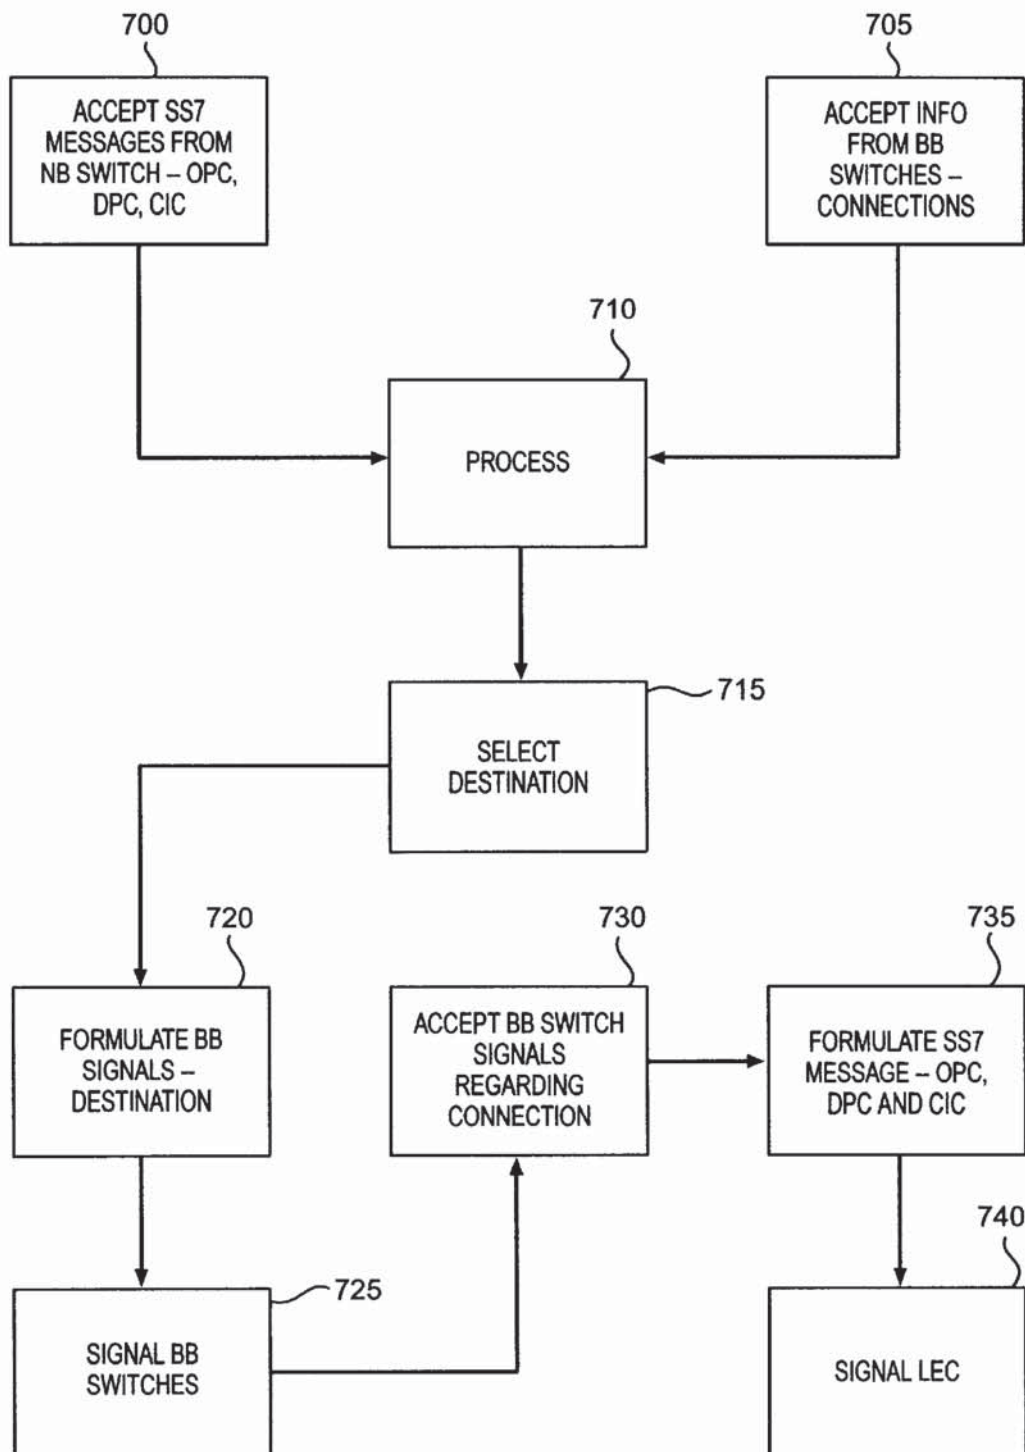 700
ACCEPT SS7
MESSAGES FROM
NB SWITCH – OPC,
DPC, CIC
705
ACCEPT INFO
FROM BB
SWITCHES –
CONNECTIONS
710
PROCESS
715
SELECT
DESTINATION
720
FORMULATE BB
SIGNALS –
DESTINATION
730
ACCEPT BB SWITCH
SIGNALS
REGARDING
CONNECTION
735
FORMULATE SS7
MESSAGE – OPC,
DPC AND CIC
725
SIGNAL BB
SWITCHES
740
SIGNAL LEC